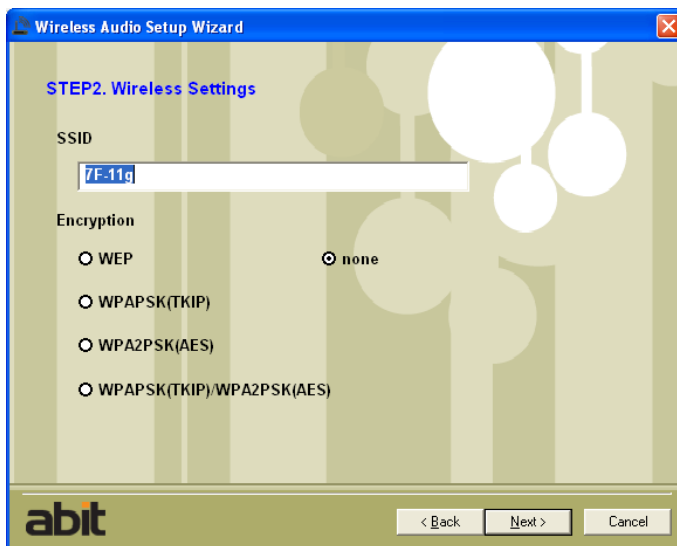 Wireless Audio Setup Wizard
STEP2. Wireless Settings
SSID
7F-11g
Encryption
WEP
none
WPAPSK(TKIP)
WPA2PSK(AES)
WPAPSK(TKIP)/WPA2PSK(AES)
abit
< Back
Next >
Cancel